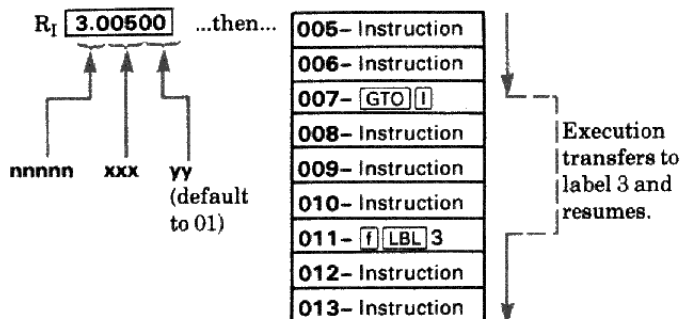 RI 3.00500 ...then...
nnnnn xxx yy
(default
to 01)
005– Instruction
006– Instruction
007– GTO I
008– Instruction
009– Instruction
010– Instruction
011– f LBL 3
012– Instruction
013– Instruction
Execution
transfers to
label 3 and
resumes.